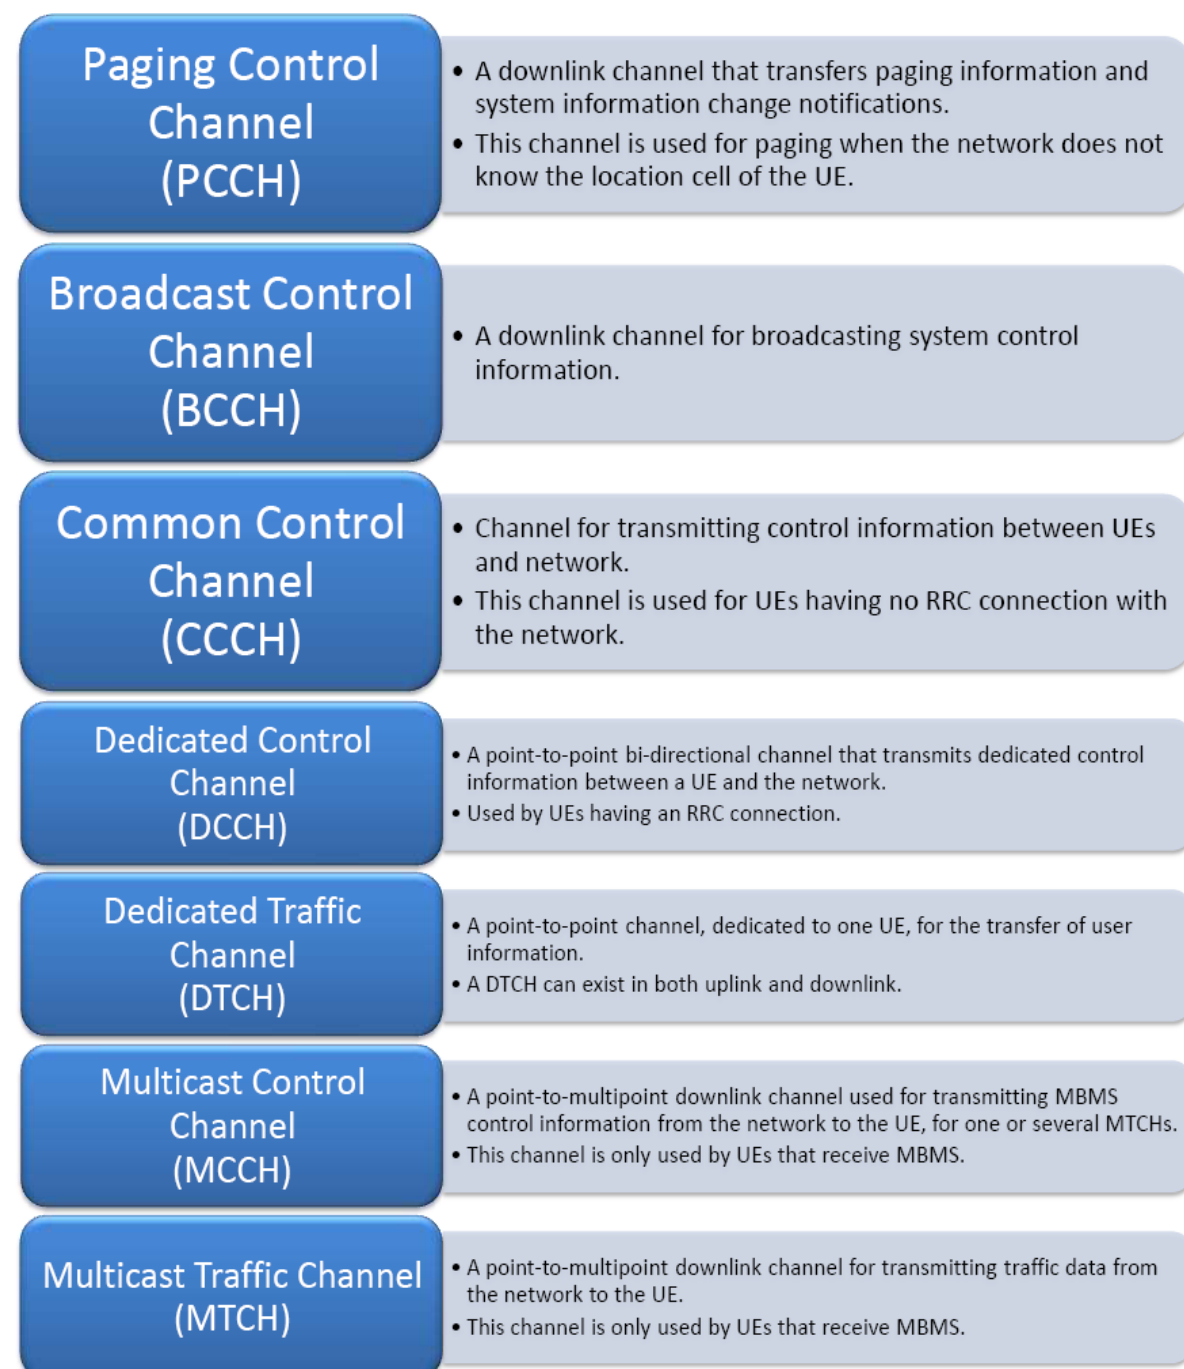 Paging Control
Channel
(PCCH)
• A downlink channel that transfers paging information and
system information change notifications.
• This channel is used for paging when the network does not
know the location cell of the UE.
Broadcast Control
Channel
(BCCH)
• A downlink channel for broadcasting system control
information.
Common Control
Channel
(CCCH)
• Channel for transmitting control information between UEs
and network.
• This channel is used for UEs having no RRC connection with
the network.
Dedicated Control
Channel
(DCCH)
• A point-to-point bi-directional channel that transmits dedicated control
information between a UE and the network.
• Used by UEs having an RRC connection.
Dedicated Traffic
Channel
(DTCH)
• A point-to-point channel, dedicated to one UE, for the transfer of user
information.
• A DTCH can exist in both uplink and downlink.
Multicast Control
Channel
(MCCH)
• A point-to-multipoint downlink channel used for transmitting MBMS
control information from the network to the UE, for one or several MTCHs.
• This channel is only used by UEs that receive MBMS.
Multicast Traffic Channel
(MTCH)
• A point-to-multipoint downlink channel for transmitting traffic data from
the network to the UE.
• This channel is only used by UEs that receive MBMS.